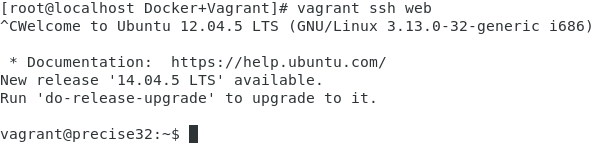 [root@localhost Docker+Vagrant]# vagrant ssh web
^CWelcome to Ubuntu 12.04.5 LTS (GNU/Linux 3.13.0-32-generic i686)
* Documentation:  https://help.ubuntu.com/
New release '14.04.5 LTS' available.
Run 'do-release-upgrade' to upgrade to it.
vagrant@precise32:~$